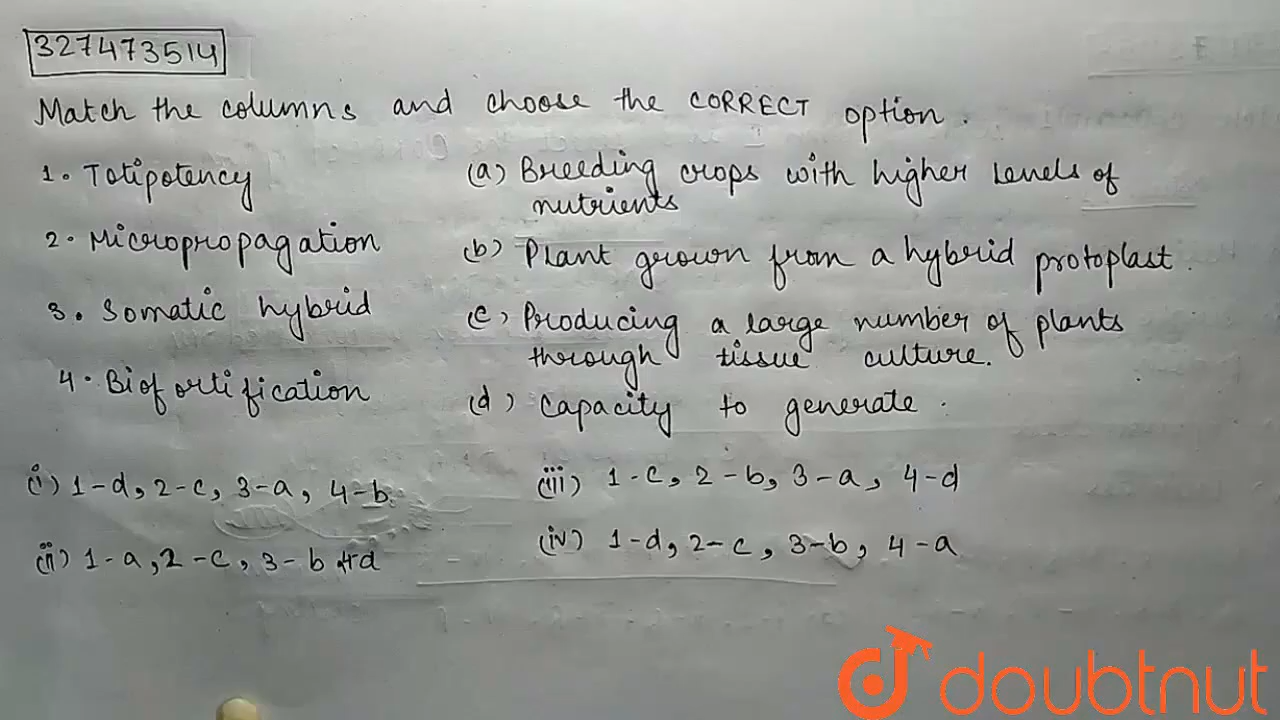 327473514
Match the columns and choose the CORRECT option.
1. Totipotency (a) Breeding crops with higher levels of
nutrients
2. Micropropagation (b) Plant grown from a hybrid protoplast.
3. Somatic hybrid (c) Producing a large number of plants
through tissue culture.
4. Biofortification (d) Capacity to generate.
(i) 1-d, 2-c, 3-a, 4-b. (iii) 1-c, 2-b, 3-a, 4-d
(ii) 1-a, 2-c, 3-b, 4-d (iv) 1-d, 2-c, 3-b, 4-a
doubtnut